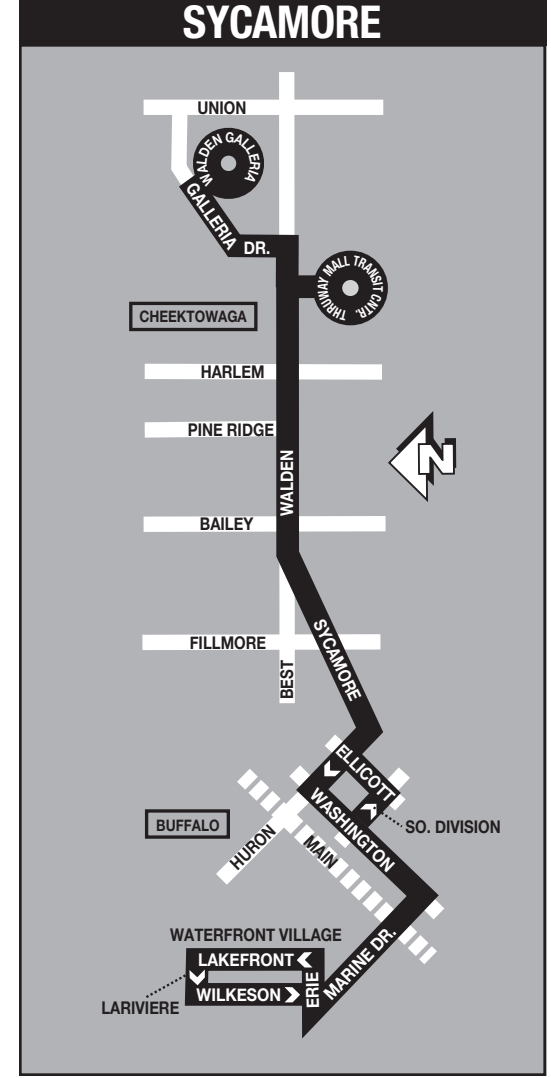 SYCAMORE
UNION
WALDEN GALLERIA
GALLERIA
DR.
THRUWAY MALL TRANSIT CNTR.
CHEEKTOWAGA
HARLEM
PINE RIDGE
WALDEN
N
BAILEY
FILLMORE
SYCAMORE
BEST
ELLICOTT
WASHINGTON
SO. DIVISION
BUFFALO
HURON
MAIN
WATERFRONT VILLAGE
LAKEFRONT
MARINE DR.
ERIE
WILKESON
LARIVIERE